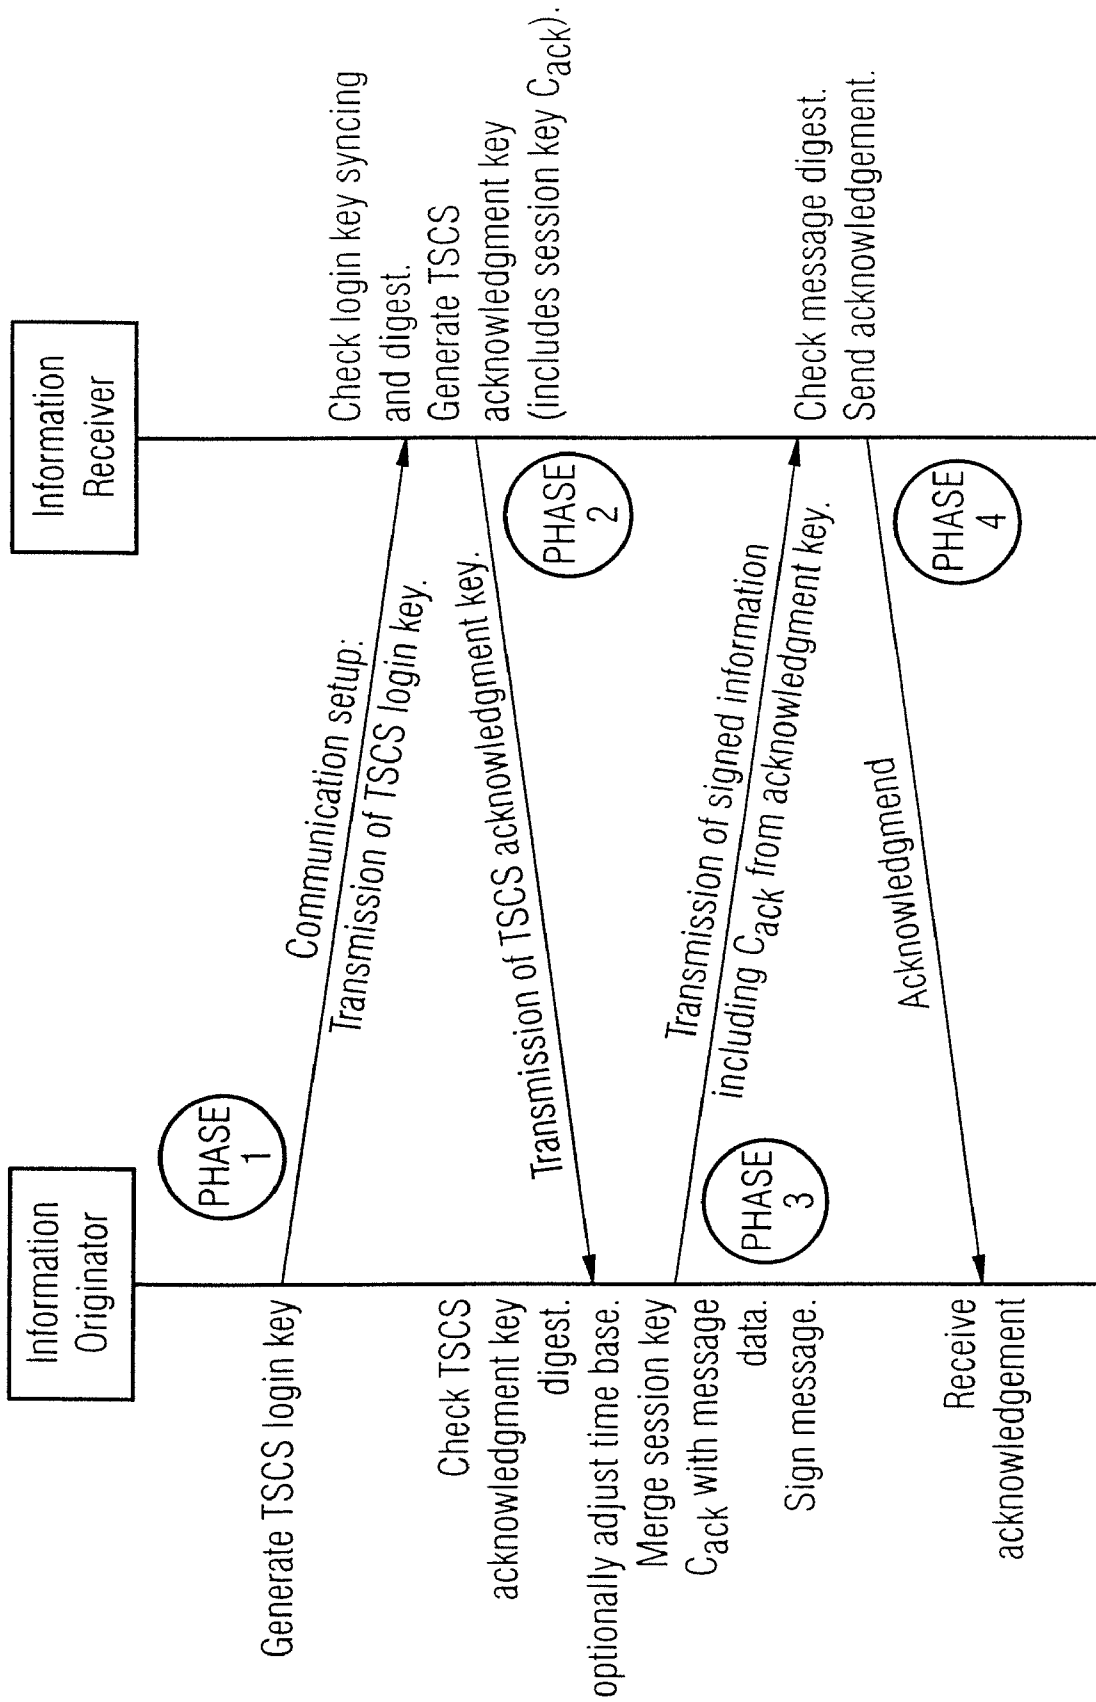 Information
Originator
Information
Receiver
PHASE
1
Generate TSCS login key
Communication setup:
Transmission of TSCS login key.
Check login key syncing
and digest.
Generate TSCS
acknowledgment key
(includes session key Cack).
PHASE
2
Transmission of TSCS acknowledgment key.
Check TSCS
acknowledgment key
digest.
optionally adjust time base.
Merge session key
Cack with message
data.
Sign message.
PHASE
3
Transmission of signed information
including Cack from acknowledgment key.
Check message digest.
Send acknowledgement.
PHASE
4
Acknowledgmend
Receive
acknowledgement